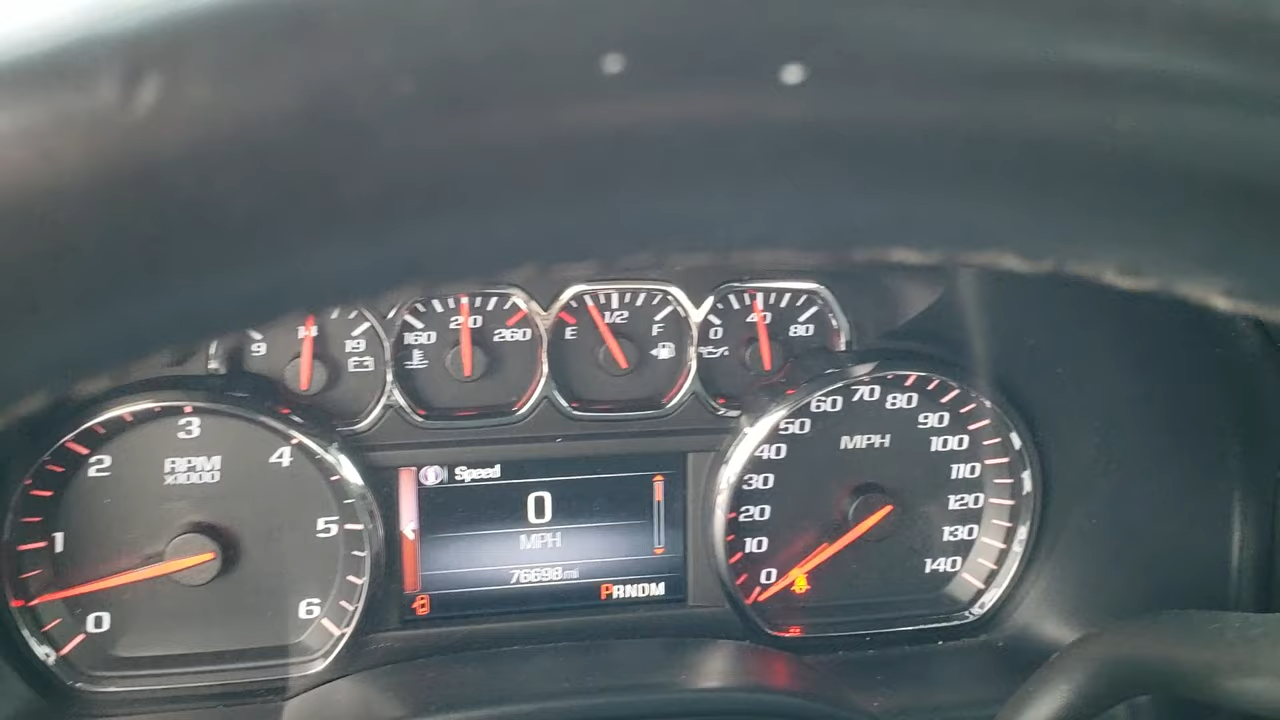 9 14 19
160 210 260
E 1/2 F
0 40 80
0 1 2 3 4 5 6
RPM
x1000
Speed
0
MPH
76698 mi
PRNDM
0 10 20 30 40 50 60 70 80 90 100 110 120 130 140
MPH